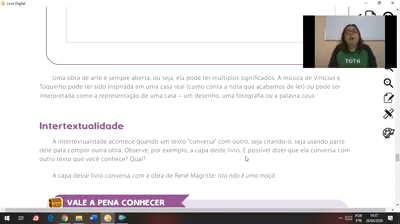 Livro Digital
TOTH
Uma obra de arte é sempre aberta, ou seja, ela pode ter múltiplos significados. A música de Vinicius e
Toquinho pode ter sido inspirada em uma casa real (como conta a nota que acabamos de ler) ou pode ser
interpretada como a representação de uma casa – um desenho, uma fotografia ou a palavra casa.
Intertextualidade
A intertextualidade acontece quando um texto "conversa" com outro, seja citando-o, seja usando parte
dele para compor outra obra. Observe, por exemplo, a capa deste livro. É possível dizer que ela conversa com
outro texto que você conhece? Qual?
A capa desse livro conversa com a obra de René Magritte: Isto não é uma maçã.
VALE A PENA CONHECER
POR
PTB